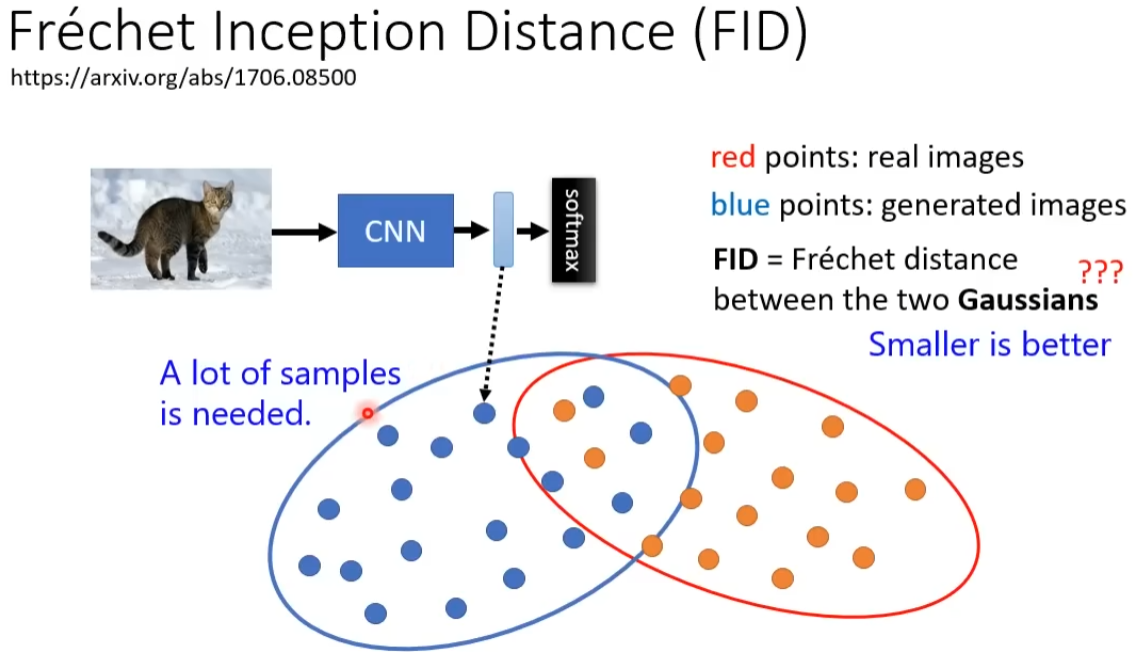 Fréchet Inception Distance (FID)
https://arxiv.org/abs/1706.08500
CNN
softmax
red points: real images
blue points: generated images
FID = Fréchet distance
???
between the two Gaussians
Smaller is better
A lot of samples
is needed.